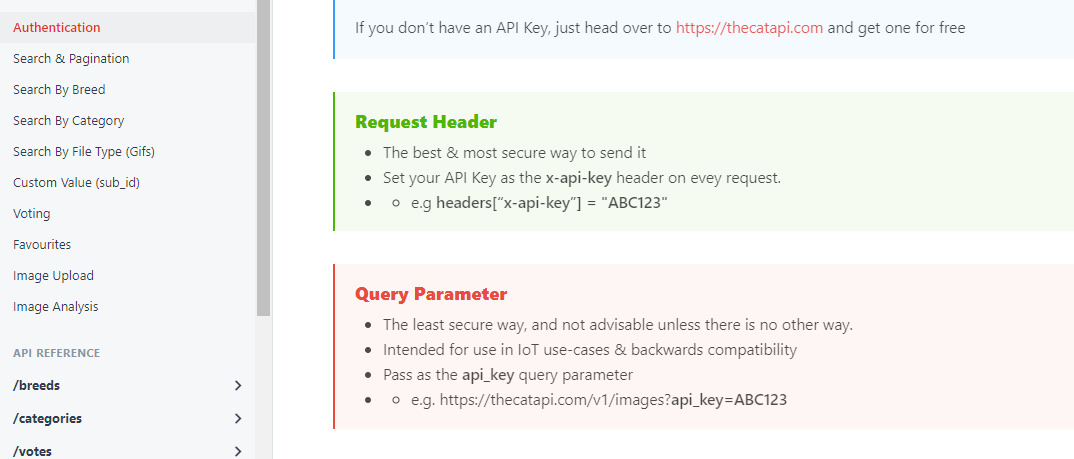 Authentication
Search & Pagination
Search By Breed
Search By Category
Search By File Type (Gifs)
Custom Value (sub_id)
Voting
Favourites
Image Upload
Image Analysis
API REFERENCE
/breeds
/categories
/votes
If you don't have an API Key, just head over to https://thecatapi.com and get one for free
Request Header
The best & most secure way to send it
Set your API Key as the x-api-key header on evey request.
e.g headers[“x-api-key”] = "ABC123"
Query Parameter
The least secure way, and not advisable unless there is no other way.
Intended for use in IoT use-cases & backwards compatibility
Pass as the api_key query parameter
e.g. https://thecatapi.com/v1/images?api_key=ABC123